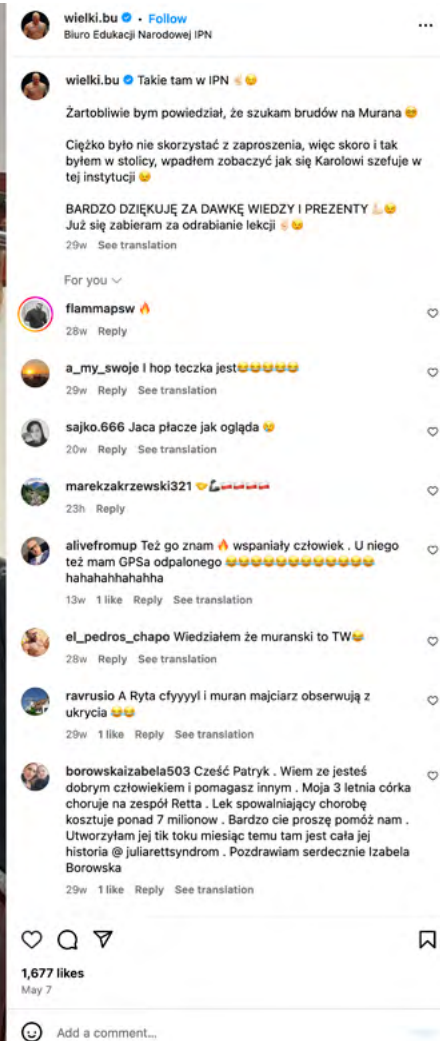 wielki.bu • Follow
Biuro Edukacji Narodowej IPN
wielki.bu Takie tam w IPN ✌🏻😉
Żartobliwie bym powiedział, że szukam brudów na Murana 😁
Ciężko było nie skorzystać z zaproszenia, więc skoro i tak
byłem w stolicy, wpadłem zobaczyć jak się Karolowi szefuje w
tej instytucji 😉
BARDZO DZIĘKUJĘ ZA DAWKĘ WIEDZY I PREZENTY 💪🏻😉
Już się zabieram za odrabianie lekcji ✌🏻😉
29w See translation
For you
flammapsw 🔥
28w Reply
a_my_swoje I hop teczka jest😂😂😂😂😂
29w Reply See translation
sajko.666 Jaca płacze jak ogląda 😢
20w Reply See translation
marekzakrzewski321 🤝💪🇵🇱🇵🇱🇵🇱🇵🇱🇵🇱
23h Reply
alivefromup Też go znam 🔥 wspaniały człowiek . U niego
też mam GPSa odpalonego 😂😂😂😂😂😂😂😂😂😂😂😂
hahahahhahahha
13w 1 like Reply See translation
el_pedros_chapo Wiedziałem że muranski to TW😂
28w Reply See translation
ravrusio A Ryta cfyyyyl i muran majciarz obserwują z
ukrycia 😂😂
29w 1 like Reply See translation
borowskaizabela503 Cześć Patryk . Wiem ze jesteś
dobrym człowiekiem i pomagasz innym . Moja 3 letnia córka
choruje na zespół Retta . Lek spowalniający chorobę
kosztuje ponad 7 milionow . Bardzo cie proszę pomóż nam .
Utworzyłam jej tik toku miesiąc temu tam jest cała jej
historia @ juliarettsyndrom . Pozdrawiam serdecznie Izabela
Borowska
29w 1 like Reply See translation
1,677 likes
May 7
Add a comment...